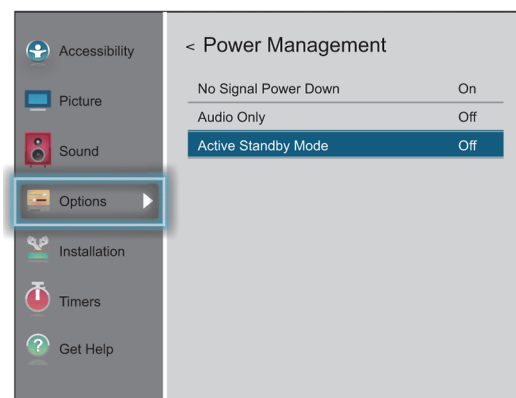 Accessibility
Picture
Sound
Options
Installation
Timers
? Get Help
< Power Management
No Signal Power Down On
Audio Only Off
Active Standby Mode Off